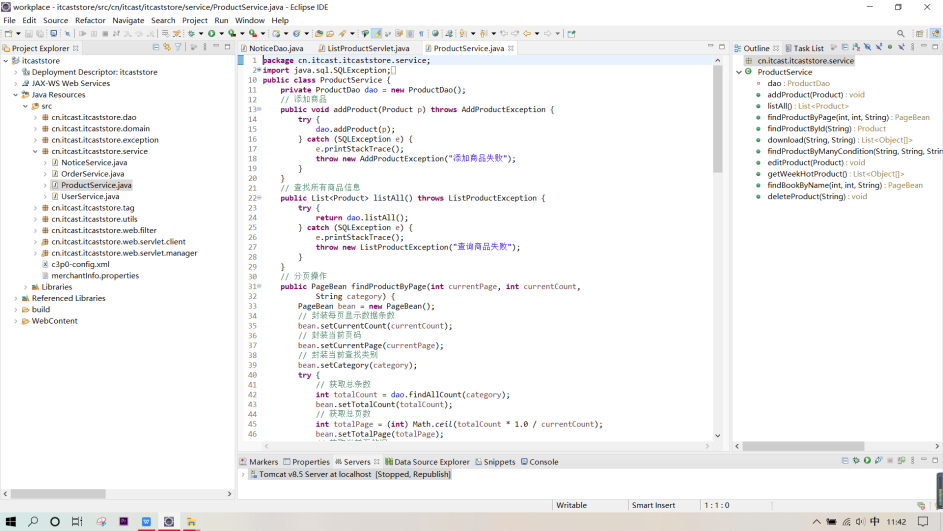 workplace - itcaststore/src/cn/itcast/itcaststore/service/ProductService.java - Eclipse IDE
File Edit Source Refactor Navigate Search Project Run Window Help
Project Explorer
itcaststore
Deployment Descriptor: itcaststore
JAX-WS Web Services
Java Resources
src
cn.itcast.itcaststore.dao
cn.itcast.itcaststore.domain
cn.itcast.itcaststore.exception
cn.itcast.itcaststore.service
NoticeService.java
OrderService.java
ProductService.java
UserService.java
cn.itcast.itcaststore.tag
cn.itcast.itcaststore.utils
cn.itcast.itcaststore.web.filter
cn.itcast.itcaststore.web.servlet.client
cn.itcast.itcaststore.web.servlet.manager
c3p0-config.xml
merchantInfo.properties
Libraries
Referenced Libraries
build
WebContent
NoticeDao.java ListProductServlet.java ProductService.java
1 package cn.itcast.itcaststore.service;
2 import java.sql.SQLException;
10 public class ProductService {
11 private ProductDao dao = new ProductDao();
12 // 添加商品
13 public void addProduct(Product p) throws AddProductException {
14 try {
15 dao.addProduct(p);
16 } catch (SQLException e) {
17 e.printStackTrace();
18 throw new AddProductException("添加商品失败");
19 }
20 }
21 // 查找所有商品信息
22 public List<Product> listAll() throws ListProductException {
23 try {
24 return dao.listAll();
25 } catch (SQLException e) {
26 e.printStackTrace();
27 throw new ListProductException("查询商品失败");
28 }
29 }
30 // 分页操作
31 public PageBean findProductByPage(int currentPage, int currentCount,
32 String category) {
33 PageBean bean = new PageBean();
34 // 封装每页显示数据条数
35 bean.setCurrentCount(currentCount);
36 // 封装当前页码
37 bean.setCurrentPage(currentPage);
38 // 封装当前查找类别
39 bean.setCategory(category);
40 try {
41 // 获取总条数
42 int totalCount = dao.findAllCount(category);
43 bean.setTotalCount(totalCount);
44 // 获取总页数
45 int totalPage = (int) Math.ceil(totalCount * 1.0 / currentCount);
46 bean.setTotalPage(totalPage);
Outline Task List
cn.itcast.itcaststore.service
ProductService
dao : ProductDao
addProduct(Product) : void
listAll() : List<Product>
findProductByPage(int, int, String) : PageBean
findProductById(String) : Product
download(String, String) : List<Object[]>
findProductByManyCondition(String, String, Strin
editProduct(Product) : void
getWeekHotProduct() : List<Object[]>
findBookByName(int, int, String) : PageBean
deleteProduct(String) : void
Markers Properties Servers Data Source Explorer Snippets Console
Tomcat v8.5 Server at localhost [Stopped, Republish]
Writable Smart Insert 1 : 1 : 0
中 11:42